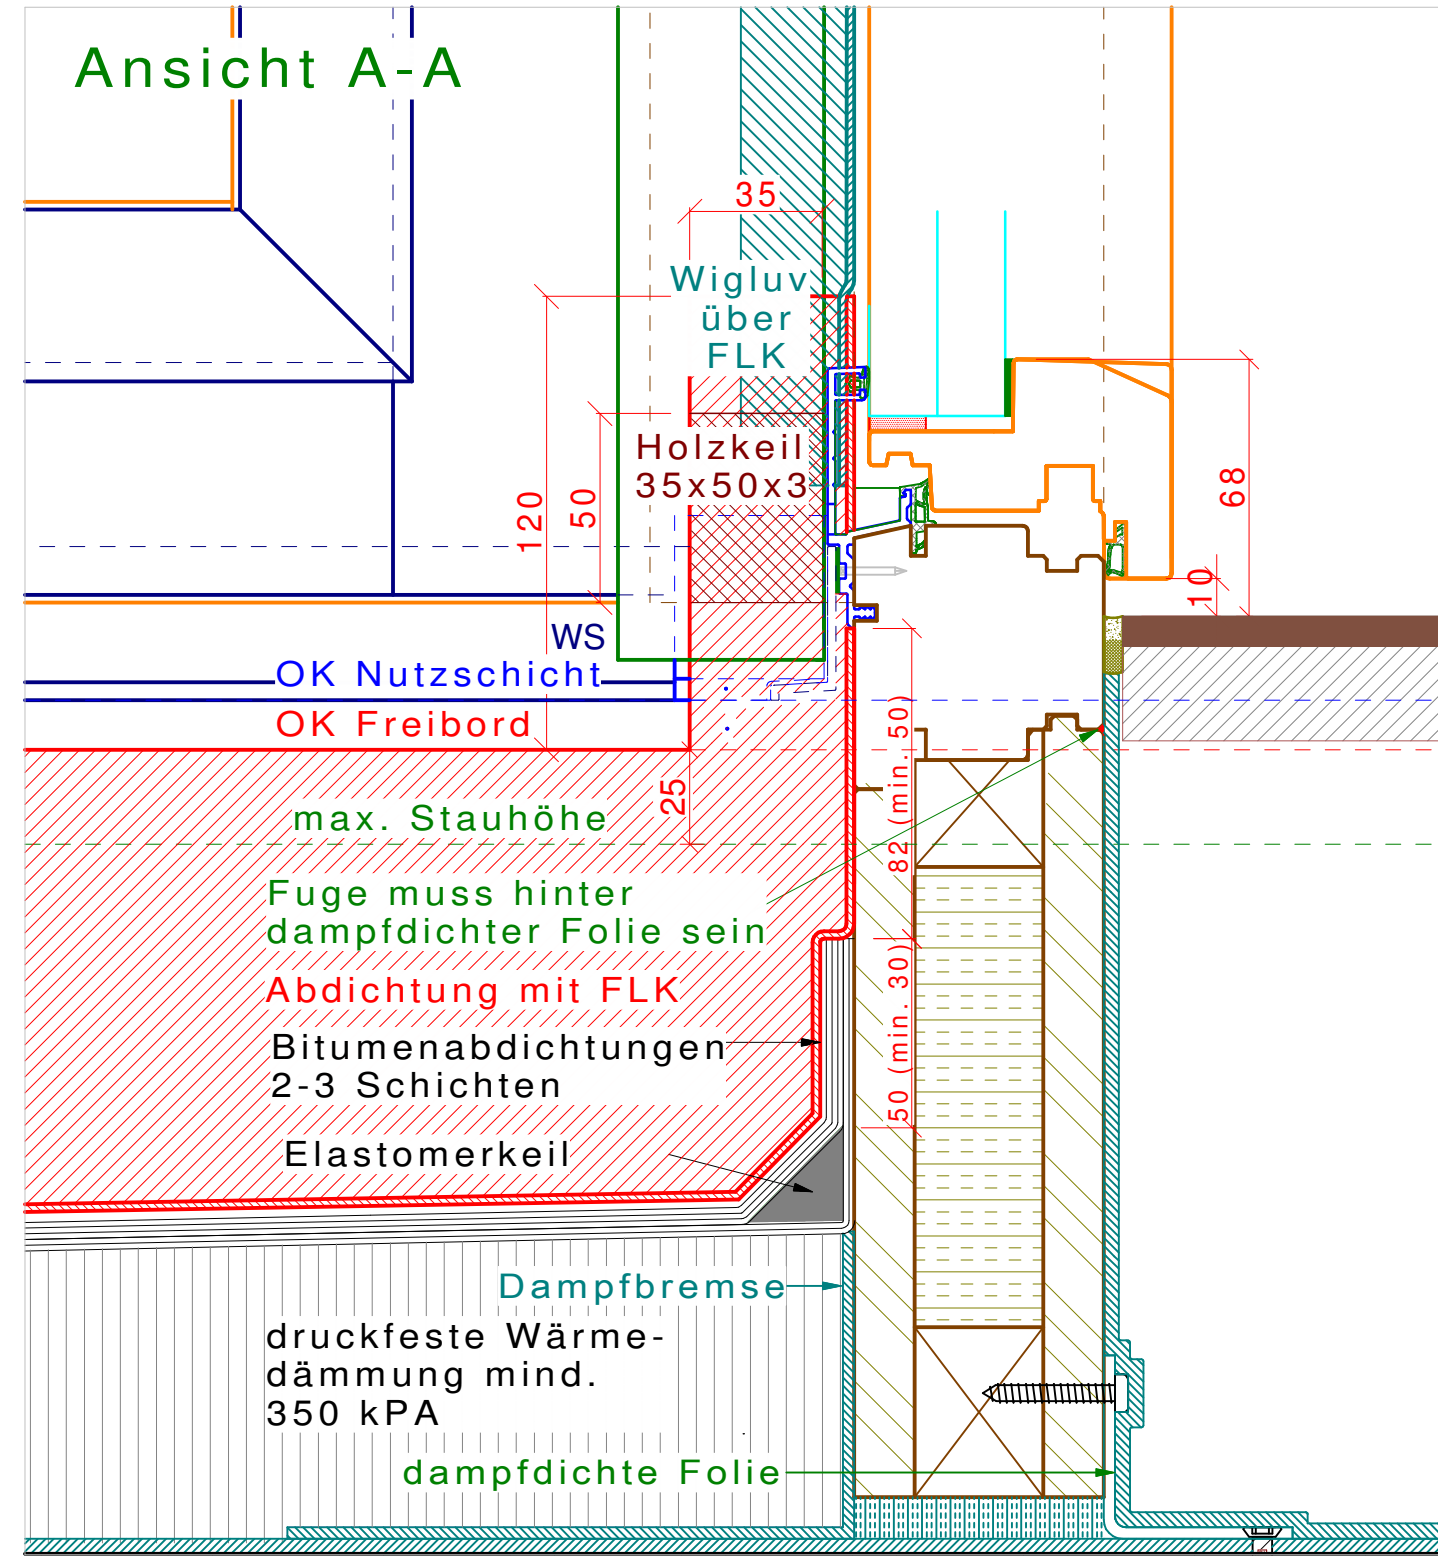 Ansicht A-A
35
Wigluv
über
FLK
Holzkeil
35x50x3
120
50
68
10
WS
OK Nutzschicht
OK Freibord
25
82 (min. 50)
max. Stauhöhe
Fuge muss hinter
dampfdichter Folie sein
Abdichtung mit FLK
50 (min. 30)
Bitumenabdichtungen
2-3 Schichten
Elastomerkeil
Dampfbremse
druckfeste Wärme-
dämmung mind.
350 kPA
dampfdichte Folie